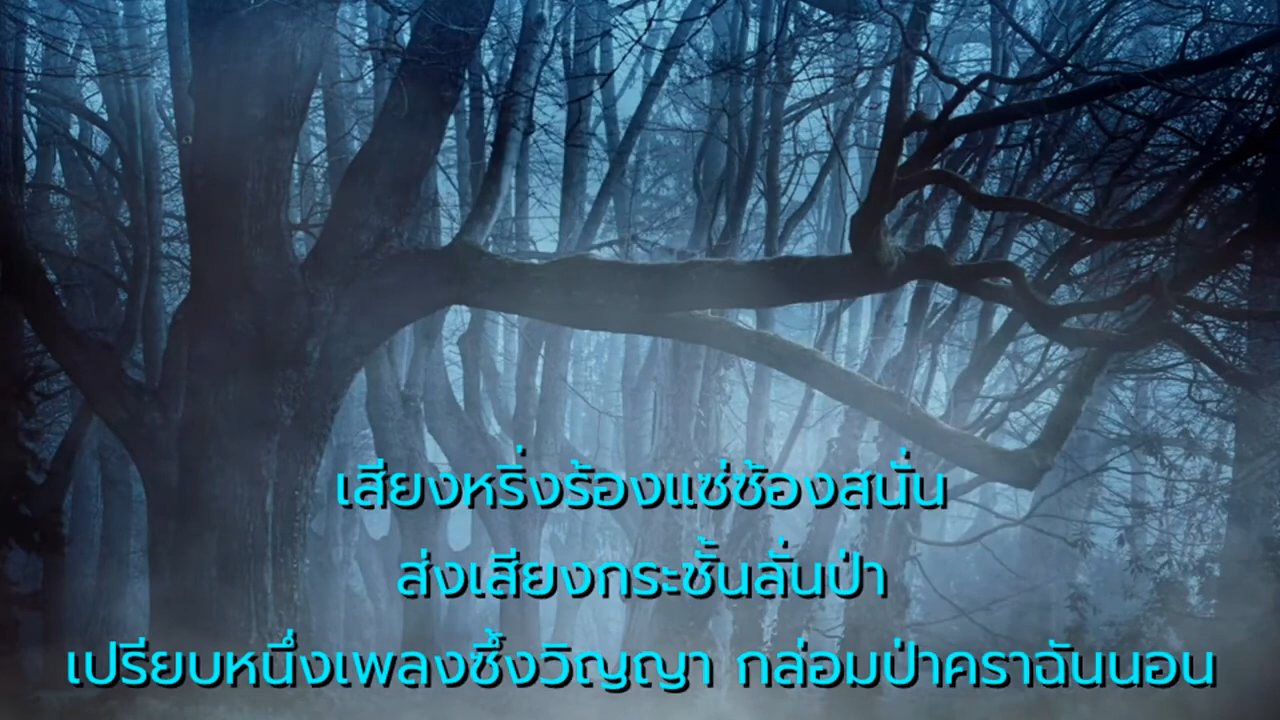 เสียงหริ่งร้องแซ่ซ้องสนั่น
ส่งเสียงกระชั้นลั่นป่า
เปรียบหนึ่งเพลงซึ้งวิญญา กล่อมป่าคราฉันนอน